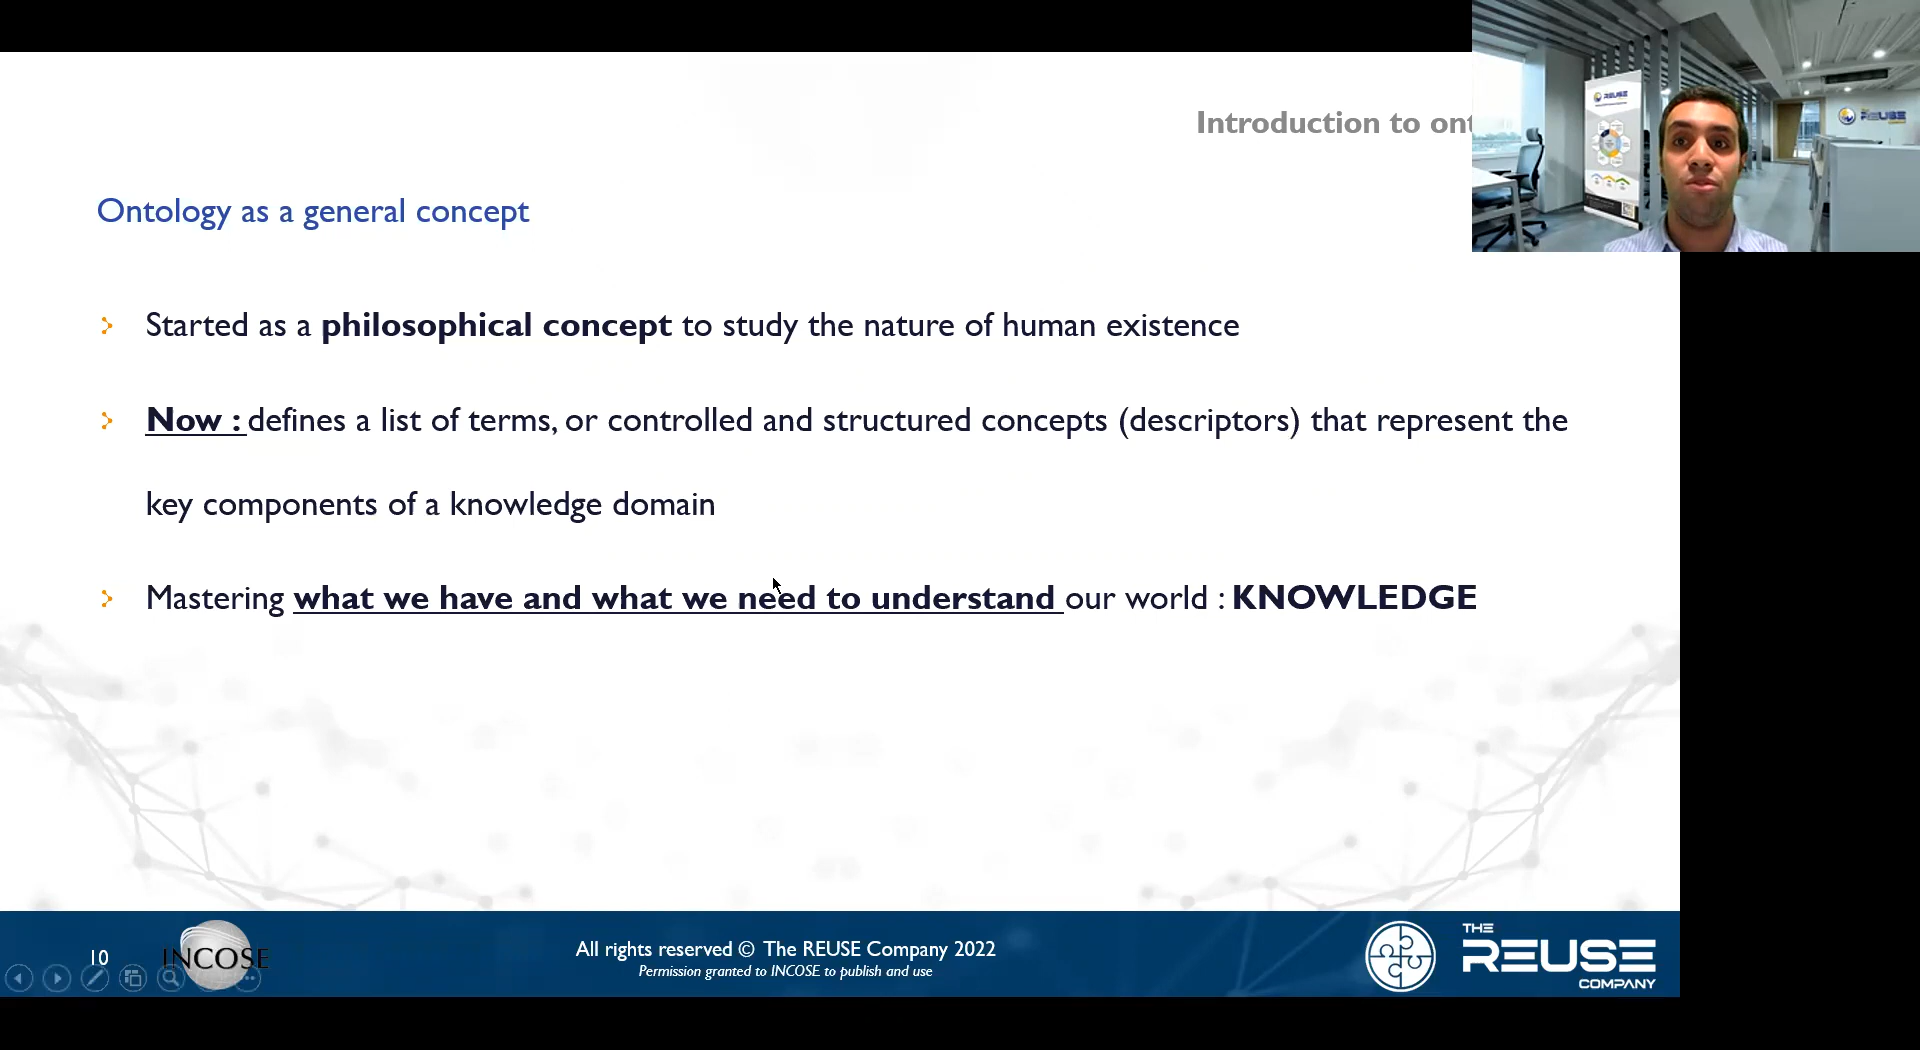 Introduction to ont
REUSE
REUSE
Ontology as a general concept
Started as a philosophical concept to study the nature of human existence
Now : defines a list of terms, or controlled and structured concepts (descriptors) that represent the
key components of a knowledge domain
Mastering what we have and what we need to understand our world : KNOWLEDGE
10
INCOSE
All rights reserved © The REUSE Company 2022
Permission granted to INCOSE to publish and use
THE
REUSE
COMPANY